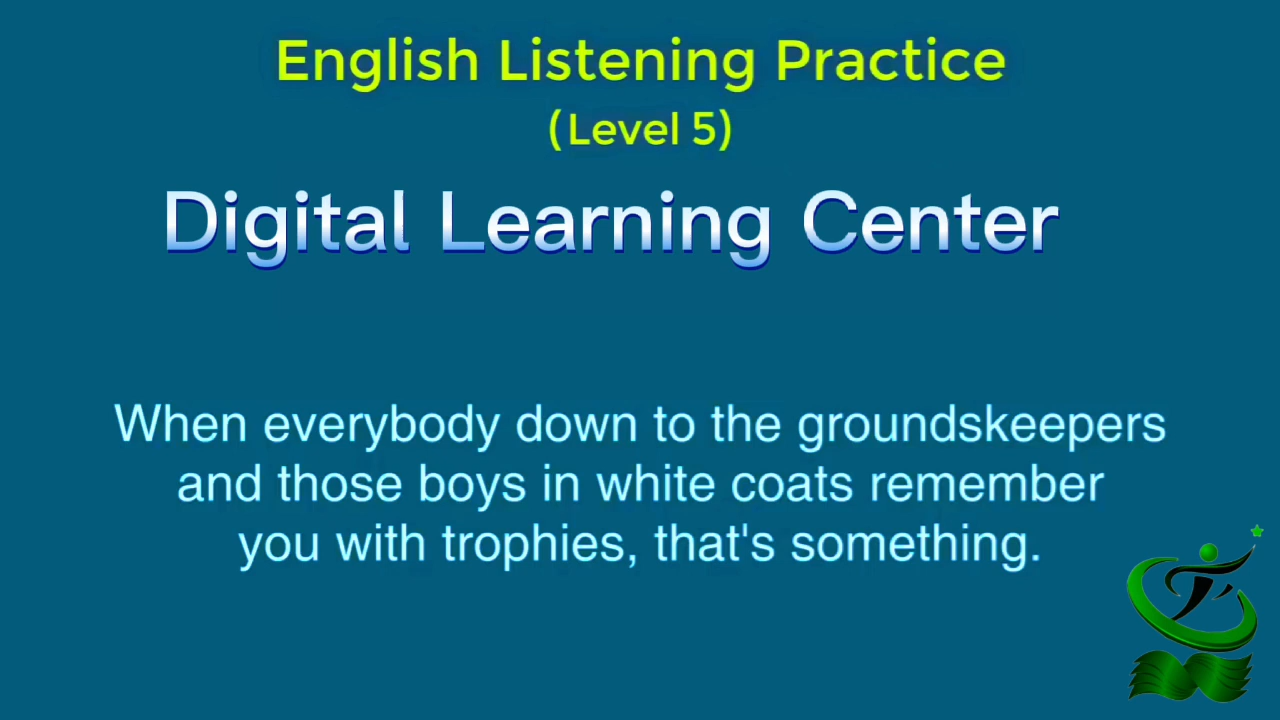 English Listening Practice
(Level 5)
Digital Learning Center
When everybody down to the groundskeepers
and those boys in white coats remember
you with trophies, that's something.